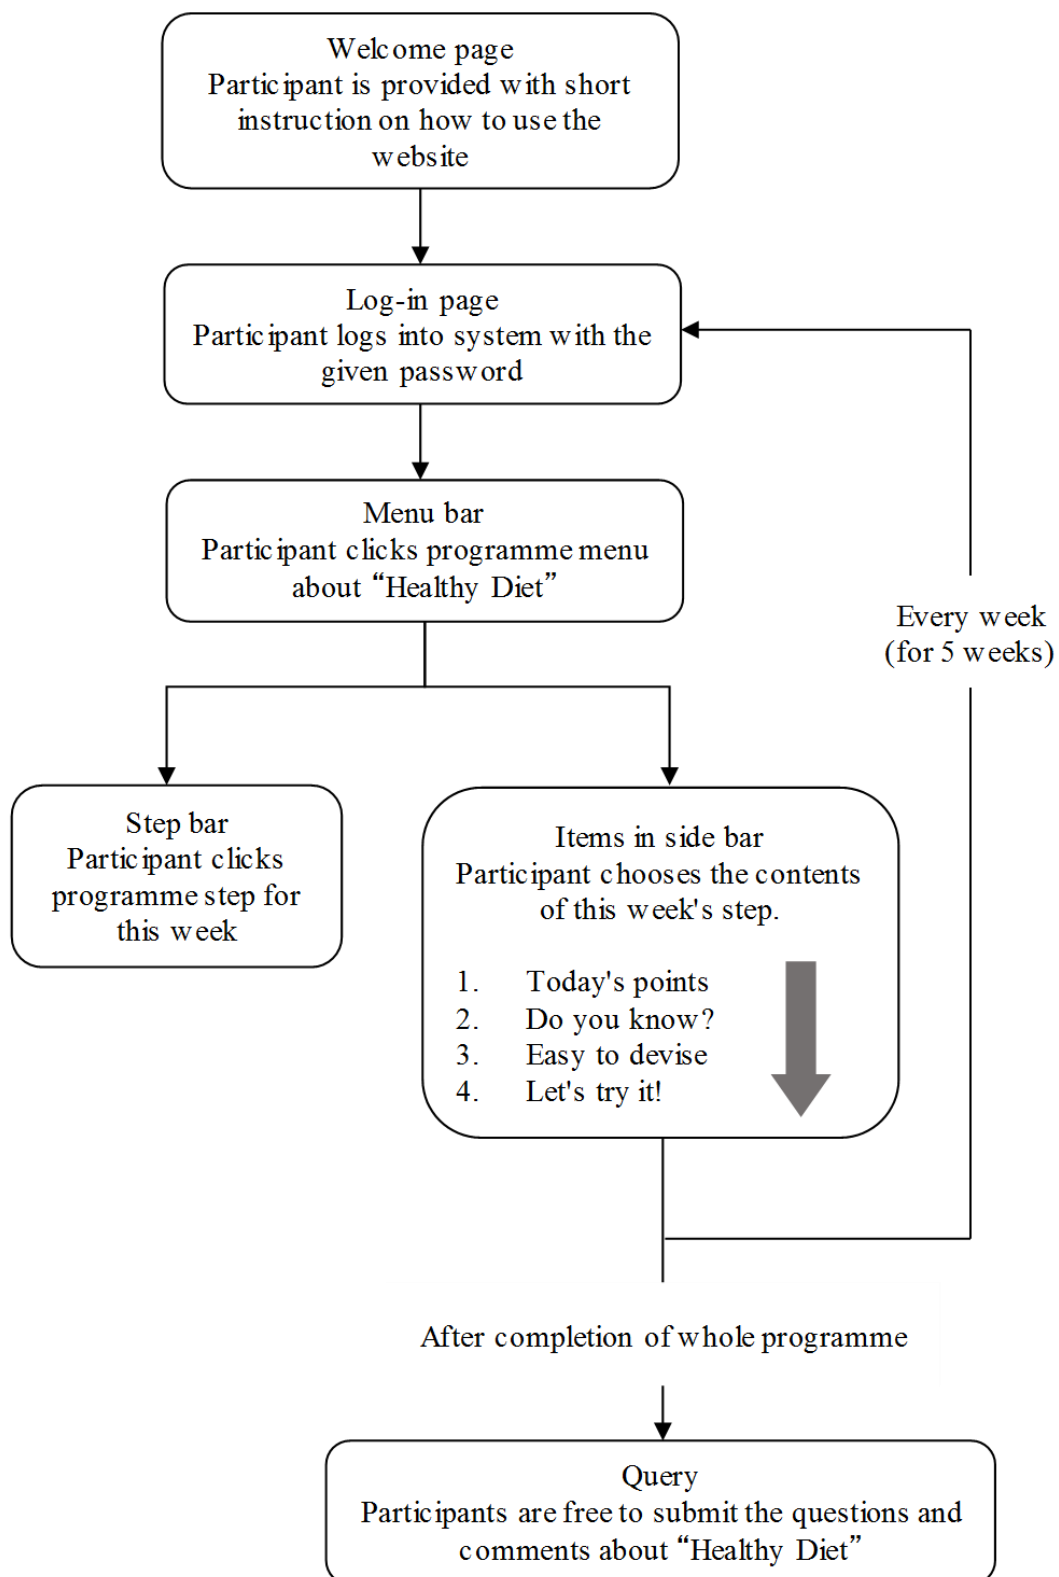 Welcome page
Participant is provided with short
instruction on how to use the
website
Log-in page
Participant logs into system with the
given password
Menu bar
Participant clicks programme menu
about “Healthy Diet”
Every week
(for 5 weeks)
Step bar
Participant clicks
programme step for
this week
Items in side bar
Participant chooses the contents
of this week's step.
1. Today's points
2. Do you know?
3. Easy to devise
4. Let's try it!
After completion of whole programme
Query
Participants are free to submit the questions and
comments about “Healthy Diet”